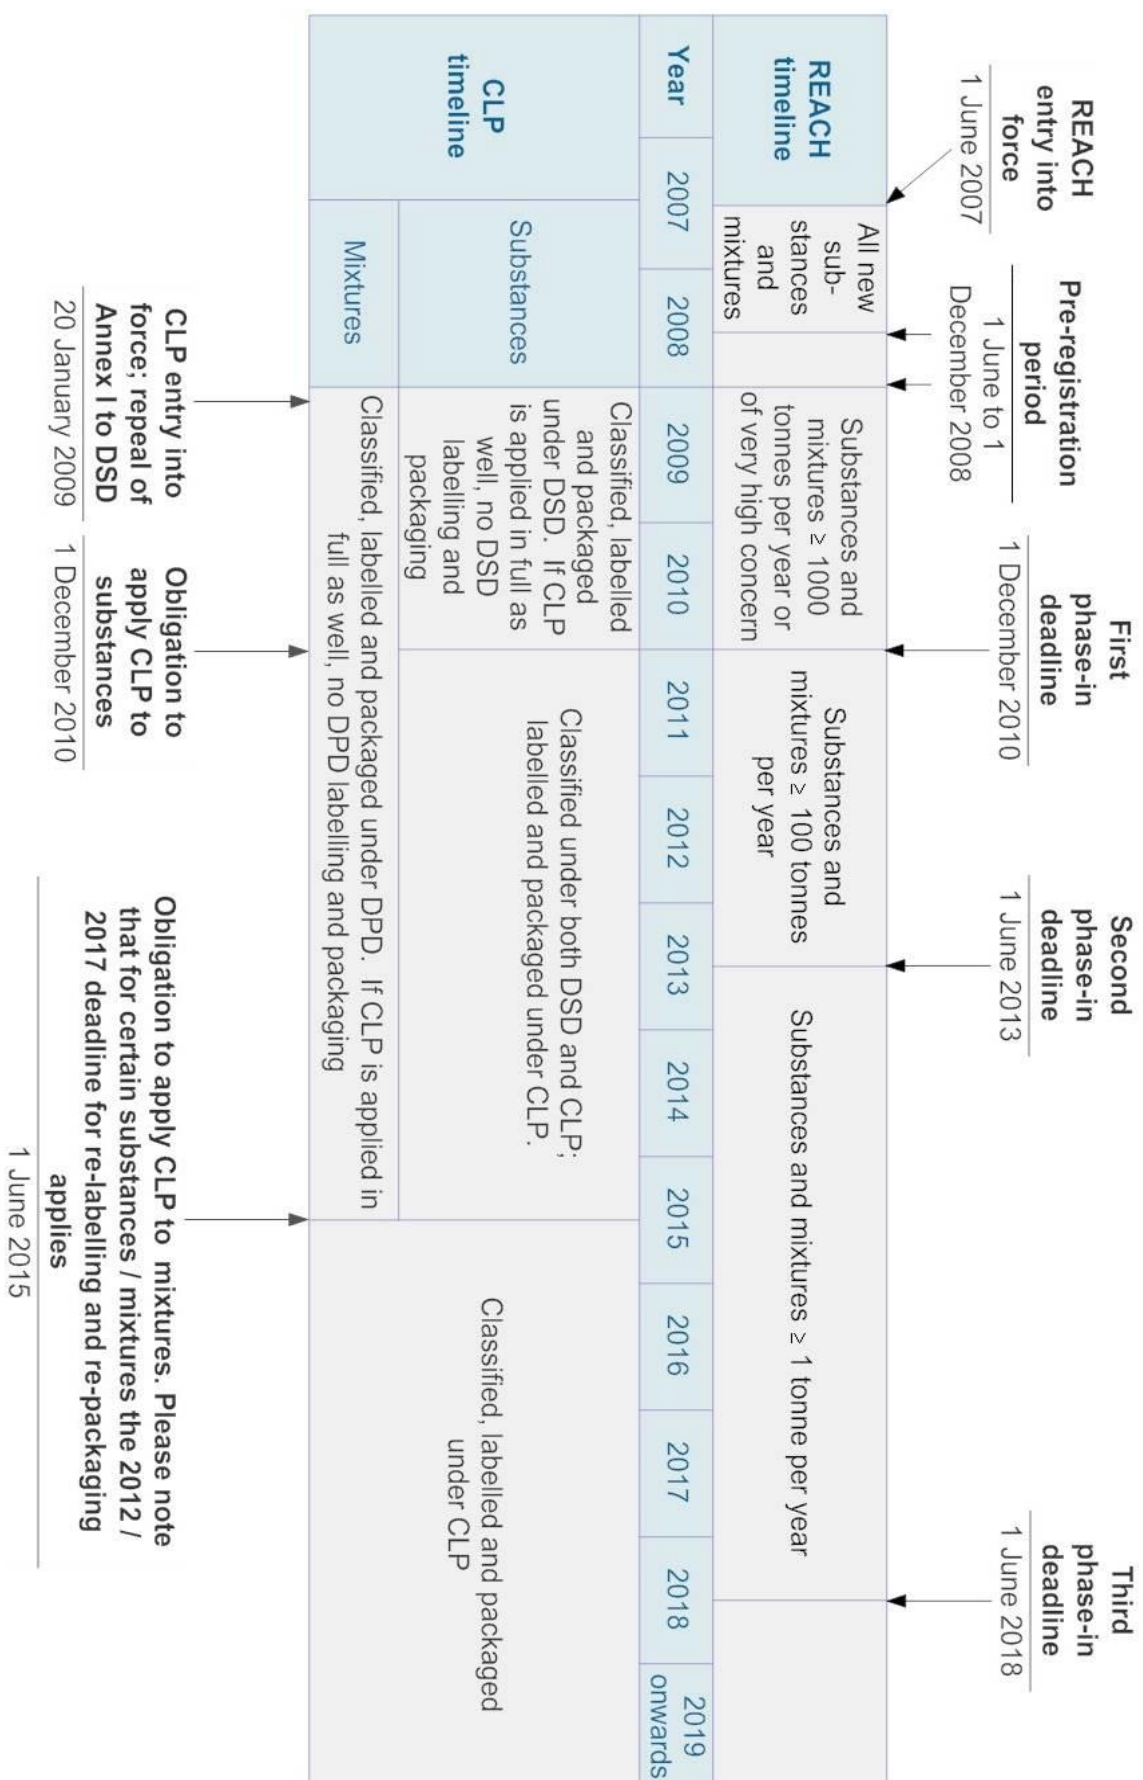 REACH
entry into
force
1 June 2007
Pre-registration
period
1 June to 1
December 2008
First
phase-in
deadline
1 December 2010
Second
phase-in
deadline
1 June 2013
Third
phase-in
deadline
1 June 2018
REACH
timeline
All new
sub-
stances
and
mixtures
Substances and
mixtures ≥ 1000
tonnes per year or
of very high concern
Substances and
mixtures ≥ 100 tonnes
per year
Substances and mixtures ≥ 1 tonne per year
Year
2007
2008
2009
2010
2011
2012
2013
2014
2015
2016
2017
2018
2019
onwards
CLP
timeline
Substances
Classified, labelled
and packaged
under DSD. If CLP
is applied in full as
well, no DSD
labelling and
packaging
Classified under both DSD and CLP;
labelled and packaged under CLP.
Classified, labelled and packaged
under CLP
Mixtures
Classified, labelled and packaged under DPD. If CLP is applied in
full as well, no DPD labelling and packaging
CLP entry into
force; repeal of
Annex I to DSD
20 January 2009
Obligation to
apply CLP to
substances
1 December 2010
Obligation to apply CLP to mixtures. Please note
that for certain substances / mixtures the 2012 /
2017 deadline for re-labelling and re-packaging
applies
1 June 2015